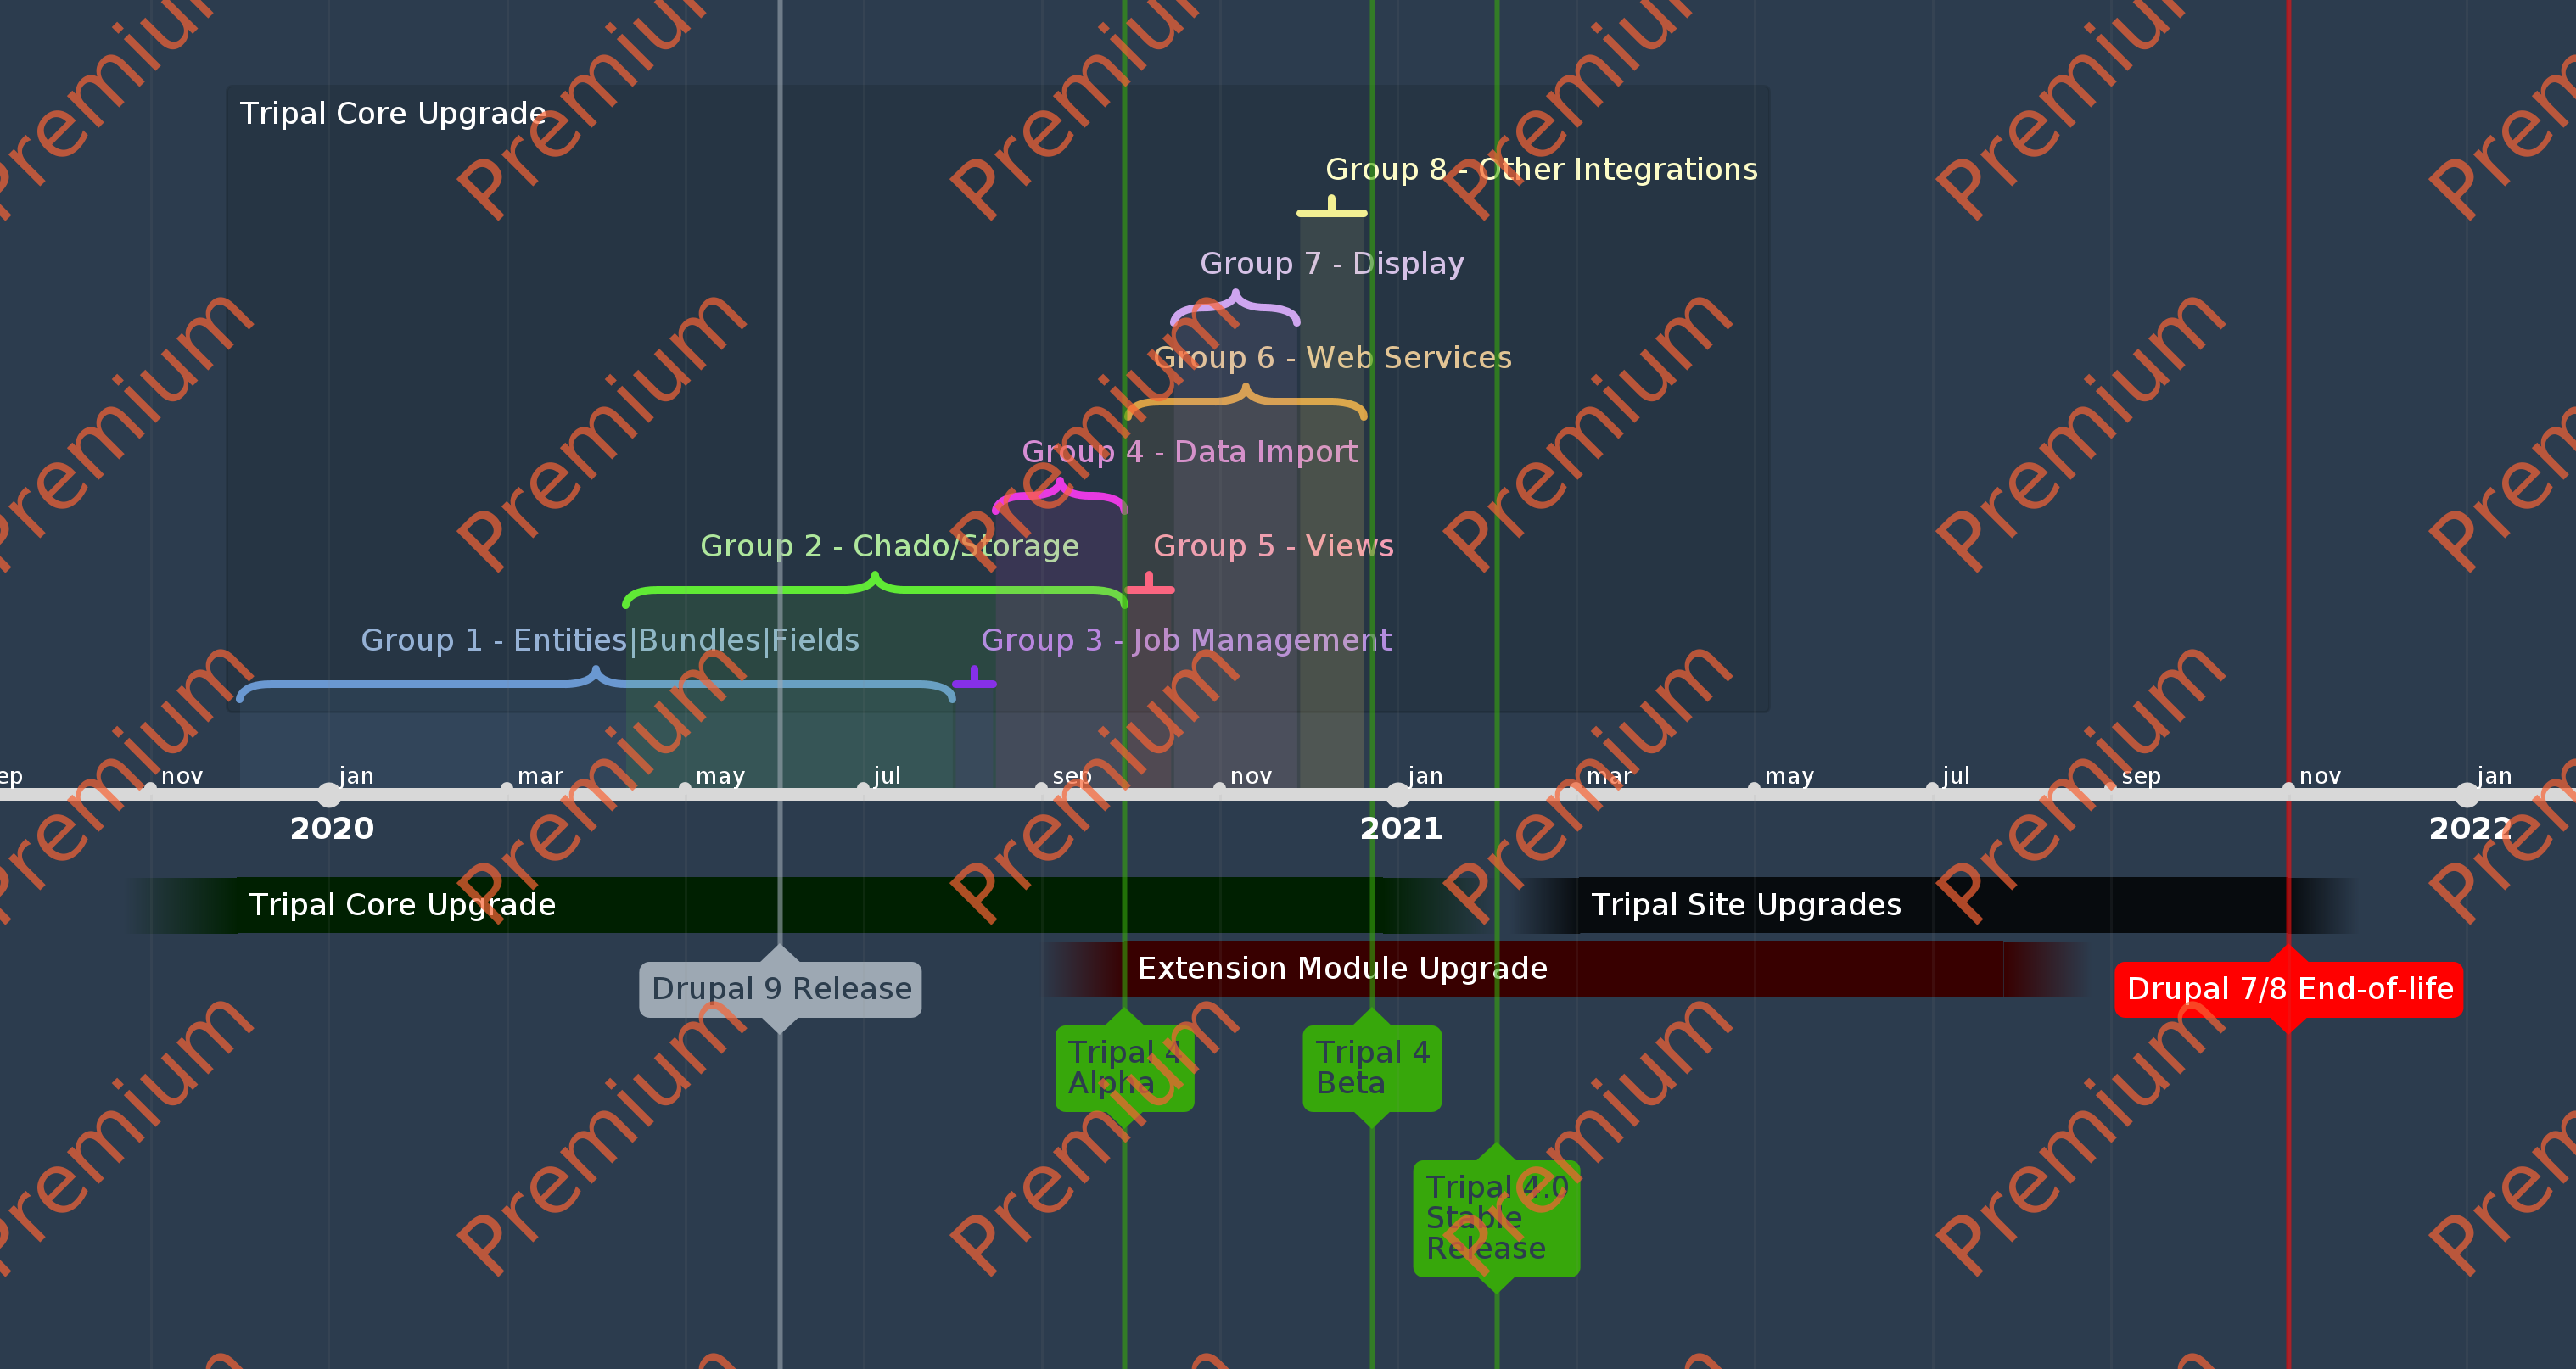 Premium Premium Premium Premium Premium
Tripal Core Upgrade
Group 8 - Other Integrations
Group 7 - Display
Premium Premium Premium Premium Premium
Group 6 - Web Services
Group 4 - Data Import
Group 2 - Chado/Storage
Group 5 - Views
Group 1 - Entities|Bundles|Fields
Group 3 - Job Management
Premium Premium Premium Premium Premium Premium
ep nov jan mar may jul sep nov jan mar may jul sep nov jan
2020 2021 2022
Tripal Core Upgrade
Tripal Site Upgrades
Extension Module Upgrade
Drupal 9 Release
Drupal 7/8 End-of-life
Tripal 4
Alpha
Tripal 4
Beta
Premium Premium Premium Premium Premium Premium
Tripal 4.0
Stable
Release